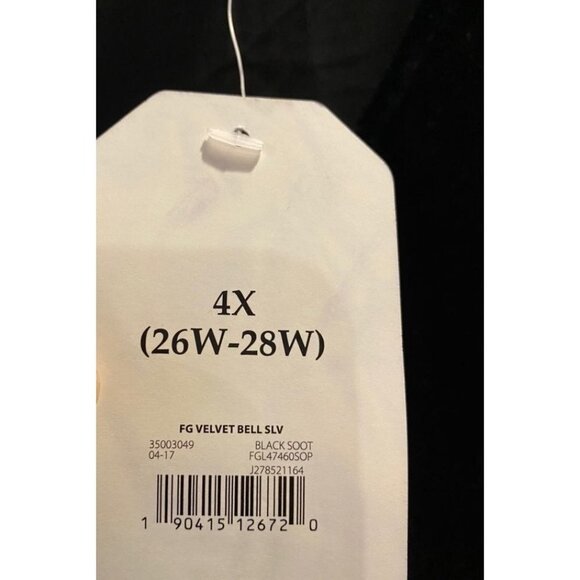 4X
(26W-28W)
FG VELVET BELL SLV
35003049 BLACK SOOT
04-17 FGL47460SOP
J278521164
1 90415 12672 0